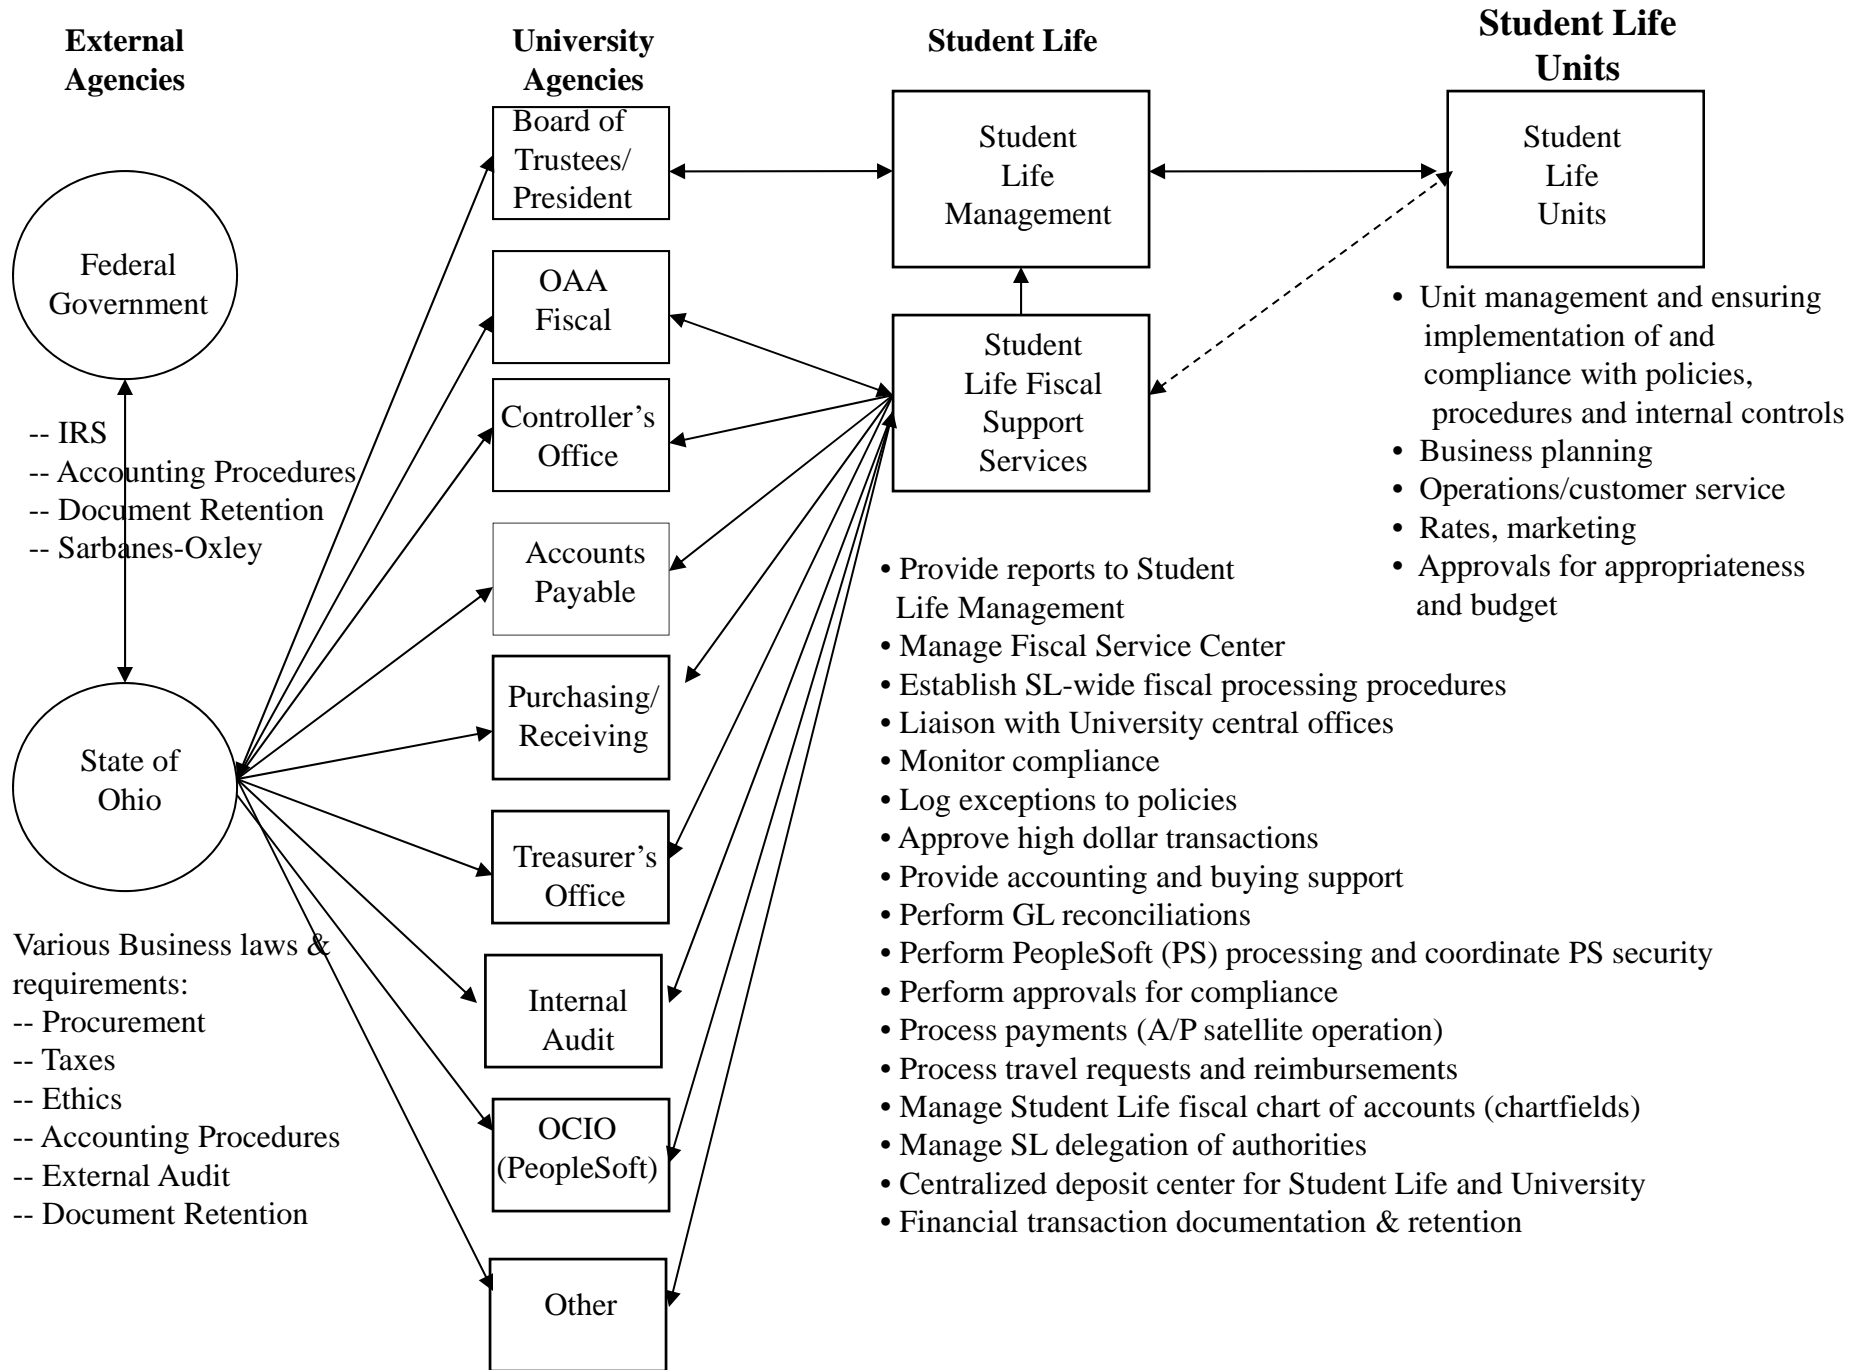 External
Agencies
Federal
Government
-- IRS
-- Accounting Procedures
-- Document Retention
-- Sarbanes-Oxley
State of
Ohio
Various Business laws &
requirements:
-- Procurement
-- Taxes
-- Ethics
-- Accounting Procedures
-- External Audit
-- Document Retention
University
Agencies
Board of
Trustees/
President
OAA
Fiscal
Controller’s
Office
Accounts
Payable
Purchasing/
Receiving
Treasurer’s
Office
Internal
Audit
OCIO
(PeopleSoft)
Other
Student Life
Student
Life
Management
Student
Life Fiscal
Support
Services
• Provide reports to Student
Life Management
• Manage Fiscal Service Center
• Establish SL-wide fiscal processing procedures
• Liaison with University central offices
• Monitor compliance
• Log exceptions to policies
• Approve high dollar transactions
• Provide accounting and buying support
• Perform GL reconciliations
• Perform PeopleSoft (PS) processing and coordinate PS security
• Perform approvals for compliance
• Process payments (A/P satellite operation)
• Process travel requests and reimbursements
• Manage Student Life fiscal chart of accounts (chartfields)
• Manage SL delegation of authorities
• Centralized deposit center for Student Life and University
• Financial transaction documentation & retention
Student Life
Units
Student
Life
Units
• Unit management and ensuring
implementation of and
compliance with policies,
procedures and internal controls
• Business planning
• Operations/customer service
• Rates, marketing
• Approvals for appropriateness
and budget